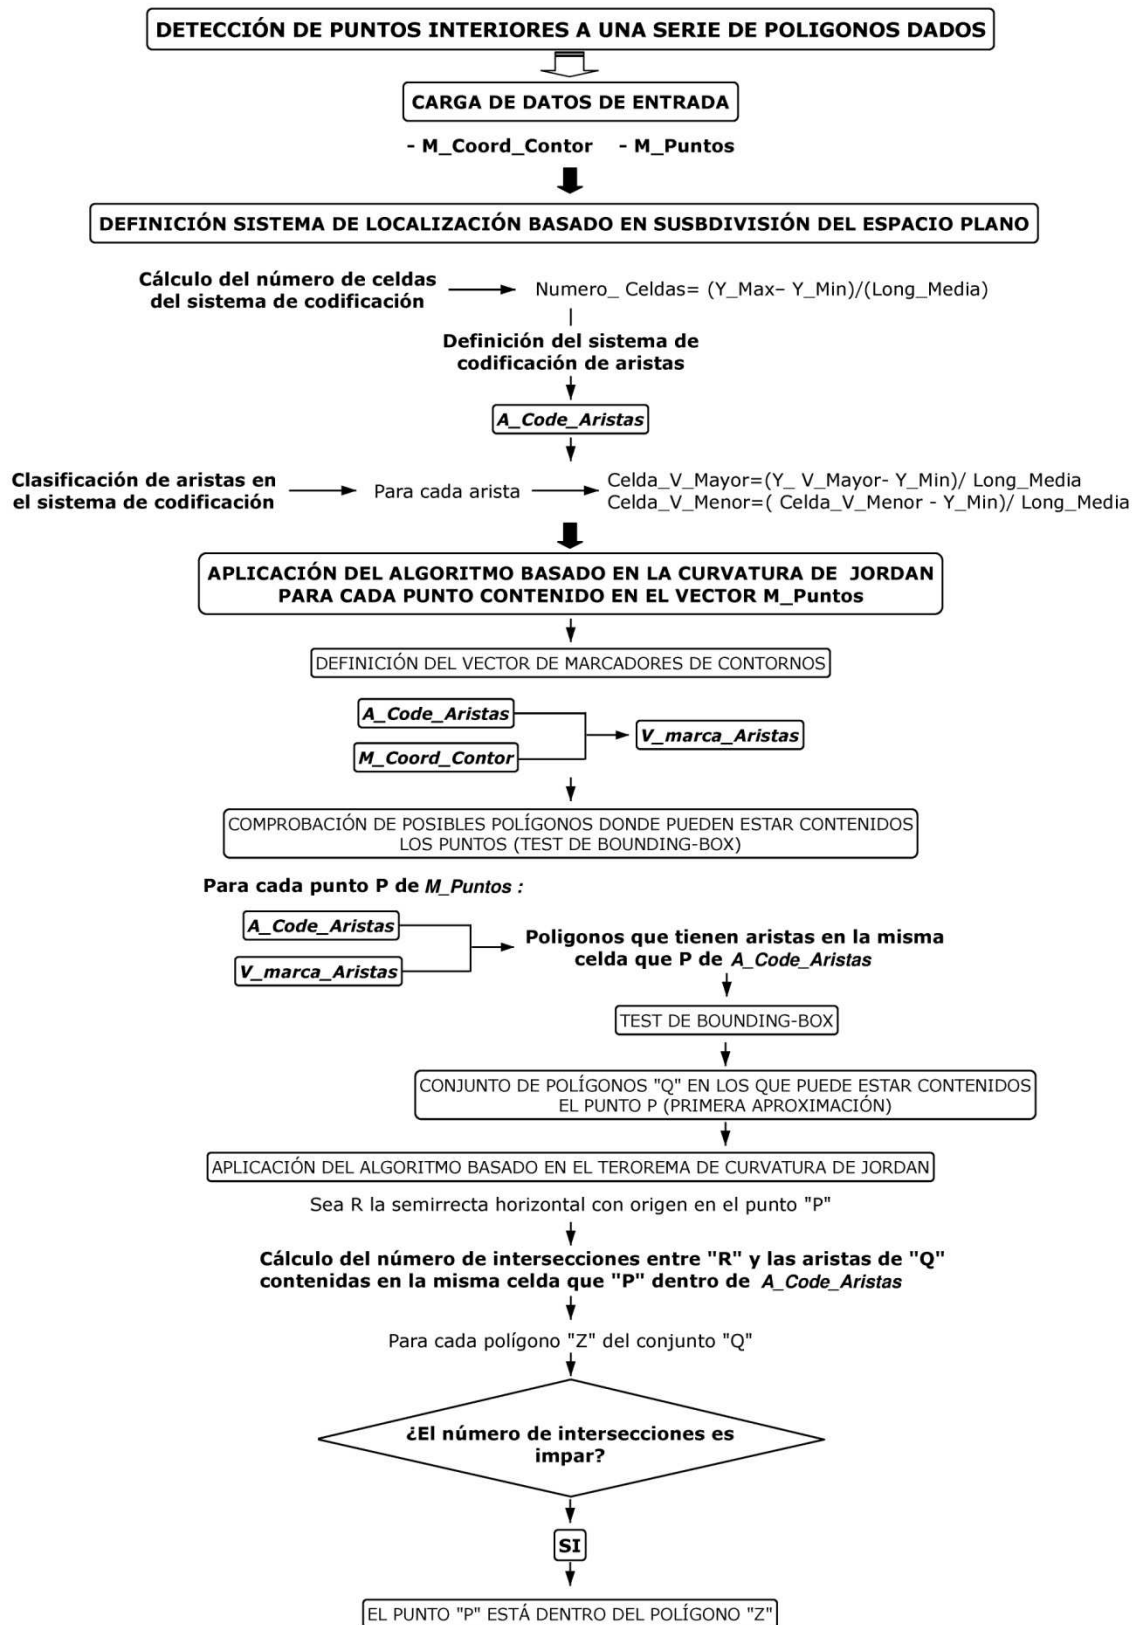 DETECCIÓN DE PUNTOS INTERIORES A UNA SERIE DE POLIGONOS DADOS
CARGA DE DATOS DE ENTRADA
- M_Coord_Contor - M_Puntos
DEFINICIÓN SISTEMA DE LOCALIZACIÓN BASADO EN SUSBDIVISIÓN DEL ESPACIO PLANO
Cálculo del número de celdas
del sistema de codificación
Numero_ Celdas= (Y_Max– Y_Min)/(Long_Media)
Definición del sistema de
codificación de aristas
A_Code_Aristas
Clasificación de aristas en
el sistema de codificación
Para cada arista
Celda_V_Mayor=(Y_ V_Mayor- Y_Min)/ Long_Media
Celda_V_Menor=( Celda_V_Menor - Y_Min)/ Long_Media
APLICACIÓN DEL ALGORITMO BASADO EN LA CURVATURA DE JORDAN
PARA CADA PUNTO CONTENIDO EN EL VECTOR M_Puntos
DEFINICIÓN DEL VECTOR DE MARCADORES DE CONTORNOS
A_Code_Aristas
M_Coord_Contor
V_marca_Aristas
COMPROBACIÓN DE POSIBLES POLÍGONOS DONDE PUEDEN ESTAR CONTENIDOS
LOS PUNTOS (TEST DE BOUNDING-BOX)
Para cada punto P de M_Puntos :
A_Code_Aristas
V_marca_Aristas
Poligonos que tienen aristas en la misma
celda que P de A_Code_Aristas
TEST DE BOUNDING-BOX
CONJUNTO DE POLÍGONOS "Q" EN LOS QUE PUEDE ESTAR CONTENIDOS
EL PUNTO P (PRIMERA APROXIMACIÓN)
APLICACIÓN DEL ALGORITMO BASADO EN EL TEROREMA DE CURVATURA DE JORDAN
Sea R la semirrecta horizontal con origen en el punto "P"
Cálculo del número de intersecciones entre "R" y las aristas de "Q"
contenidas en la misma celda que "P" dentro de A_Code_Aristas
Para cada polígono "Z" del conjunto "Q"
¿El número de intersecciones es
impar?
SI
EL PUNTO "P" ESTÁ DENTRO DEL POLÍGONO "Z"